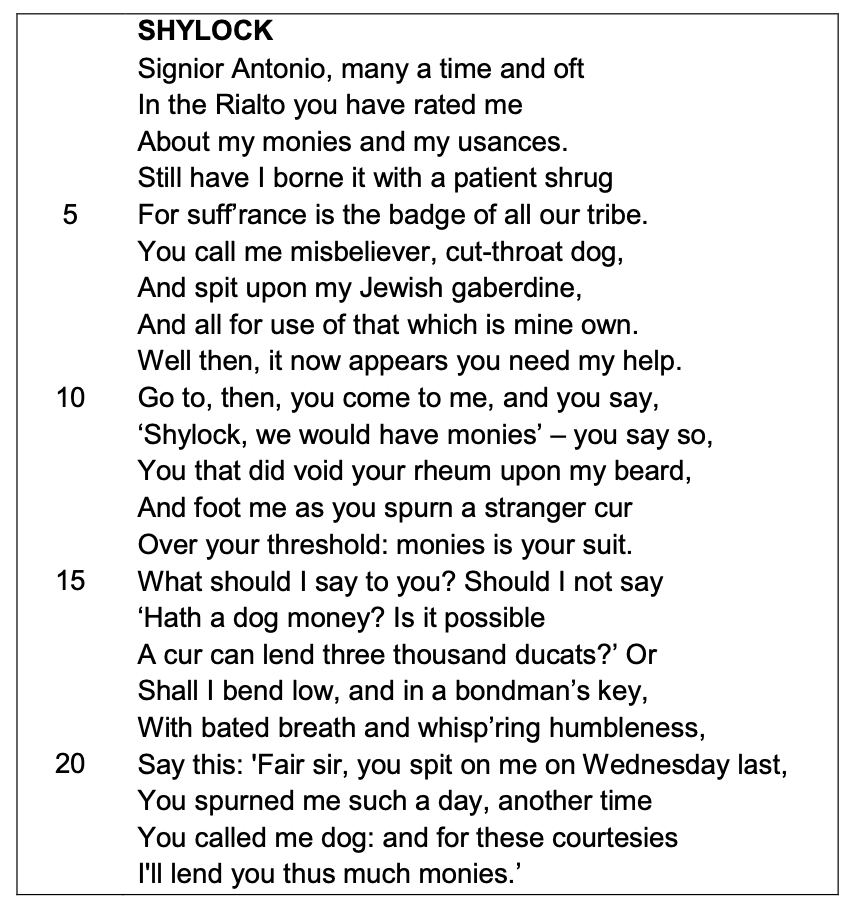 SHYLOCK
Signior Antonio, many a time and oft
In the Rialto you have rated me
About my monies and my usances.
Still have I borne it with a patient shrug
5 For suff’rance is the badge of all our tribe.
You call me misbeliever, cut-throat dog,
And spit upon my Jewish gaberdine,
And all for use of that which is mine own.
Well then, it now appears you need my help.
10 Go to, then, you come to me, and you say,
‘Shylock, we would have monies’ – you say so,
You that did void your rheum upon my beard,
And foot me as you spurn a stranger cur
Over your threshold: monies is your suit.
15 What should I say to you? Should I not say
‘Hath a dog money? Is it possible
A cur can lend three thousand ducats?’ Or
Shall I bend low, and in a bondman’s key,
With bated breath and whisp’ring humbleness,
20 Say this: 'Fair sir, you spit on me on Wednesday last,
You spurned me such a day, another time
You called me dog: and for these courtesies
I'll lend you thus much monies.’